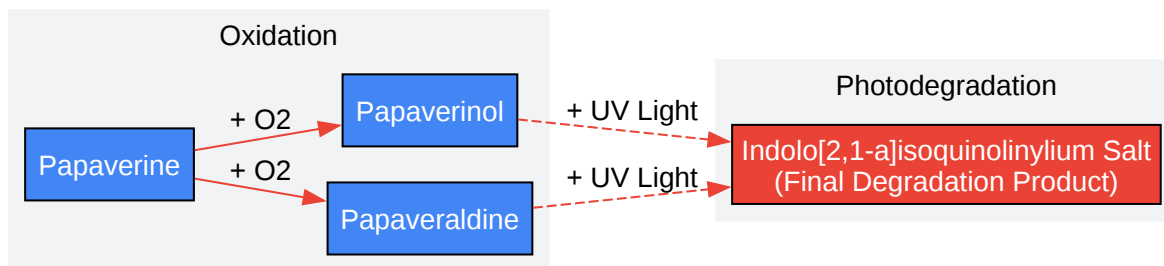 Oxidation
Papaverine
+ O2
+ O2
Papaverinol
Papaveraldine
+ UV Light
+ UV Light
Photodegradation
Indolo[2,1-a]isoquinolinylium Salt
(Final Degradation Product)